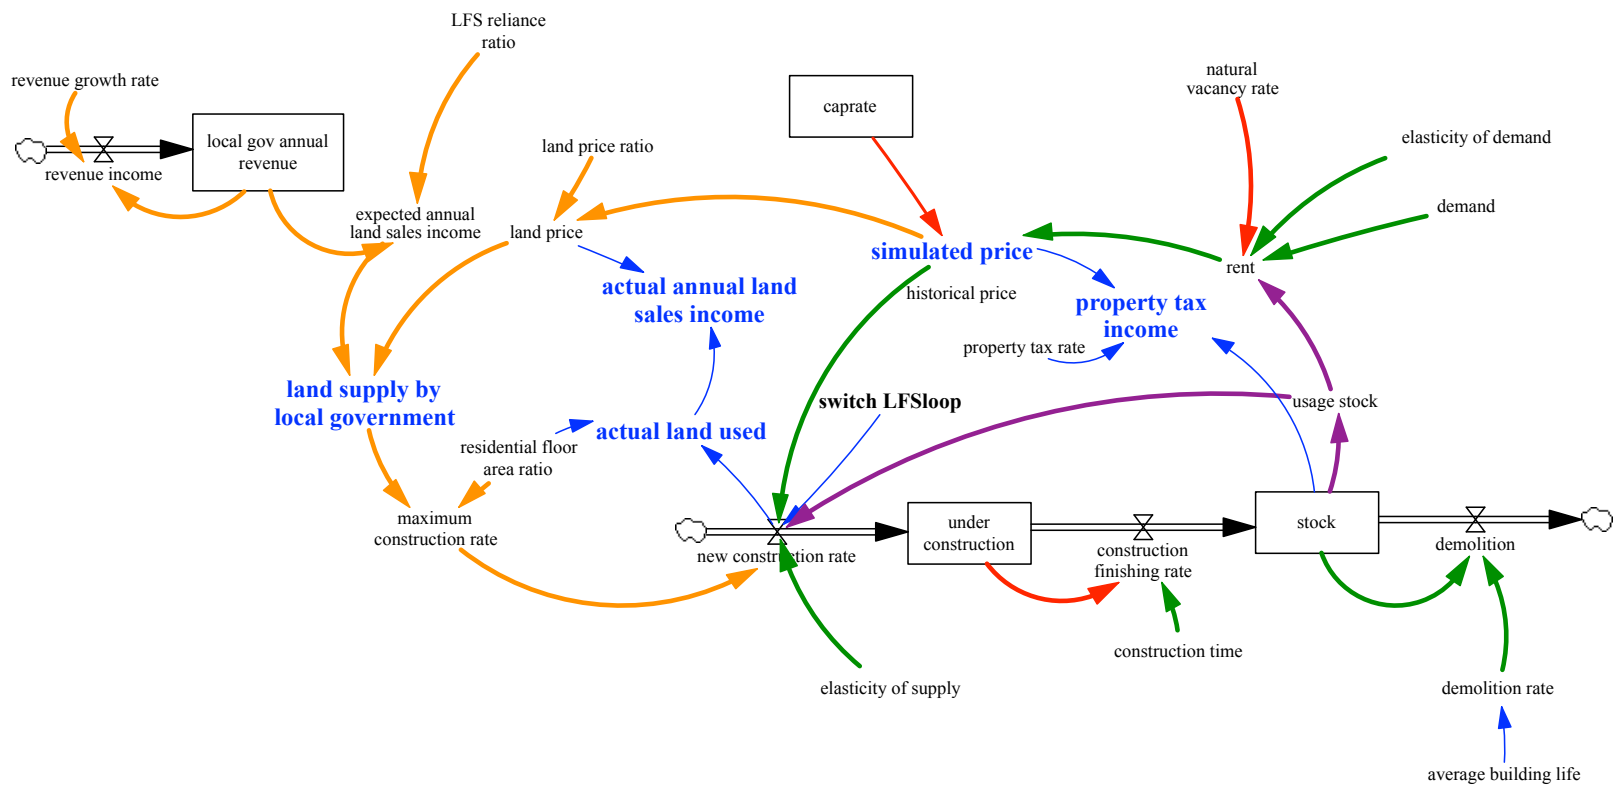 LFS reliance
ratio
revenue growth rate
natural
vacancy rate
caprate
local gov annual
revenue
elasticity of demand
land price ratio
revenue income
demand
expected annual
land sales income
land price
simulated price
rent
actual annual land
sales income
historical price
property tax
income
property tax rate
land supply by
local government
switch LFSloop
usage stock
actual land used
residential floor
area ratio
maximum
construction rate
under
construction
stock
new construction rate
construction
finishing rate
demolition
construction time
elasticity of supply
demolition rate
average building life